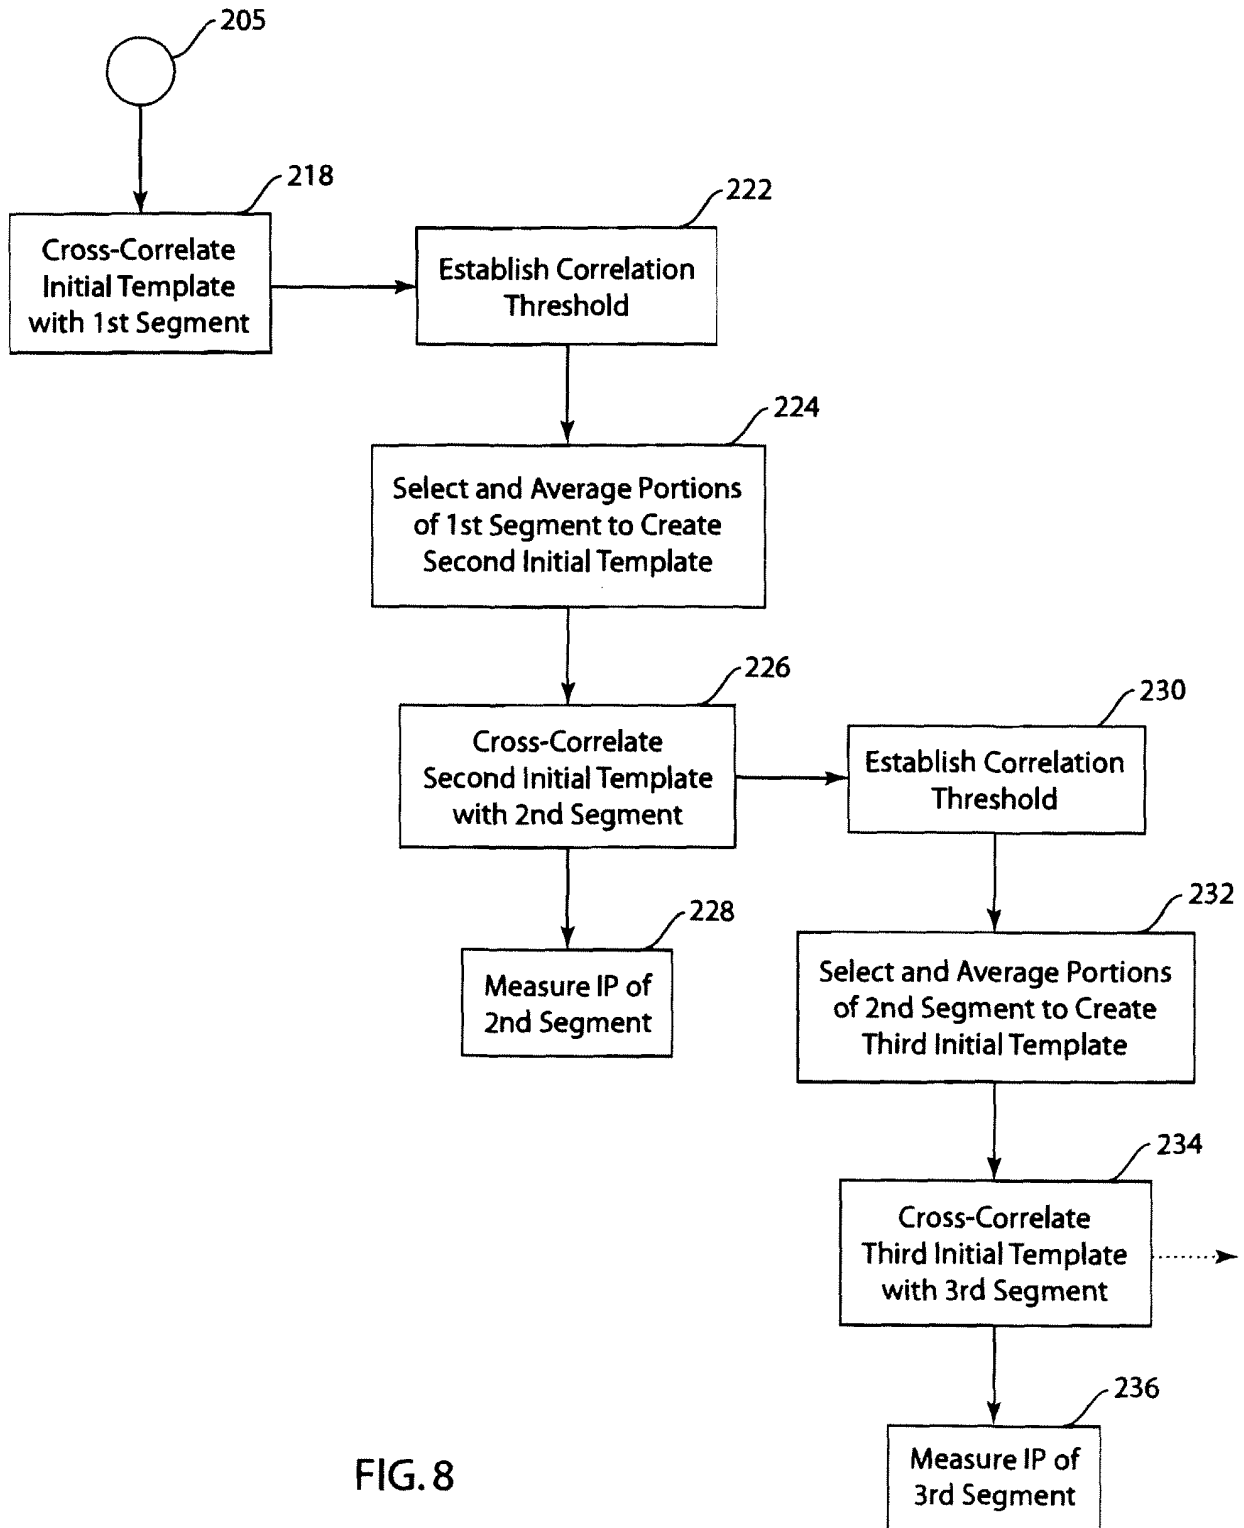 205
218
Cross-Correlate
Initial Template
with 1st Segment
222
Establish Correlation
Threshold
224
Select and Average Portions
of 1st Segment to Create
Second Initial Template
226
Cross-Correlate
Second Initial Template
with 2nd Segment
228
Measure IP of
2nd Segment
230
Establish Correlation
Threshold
232
Select and Average Portions
of 2nd Segment to Create
Third Initial Template
234
Cross-Correlate
Third Initial Template
with 3rd Segment
236
Measure IP of
3rd Segment
FIG. 8